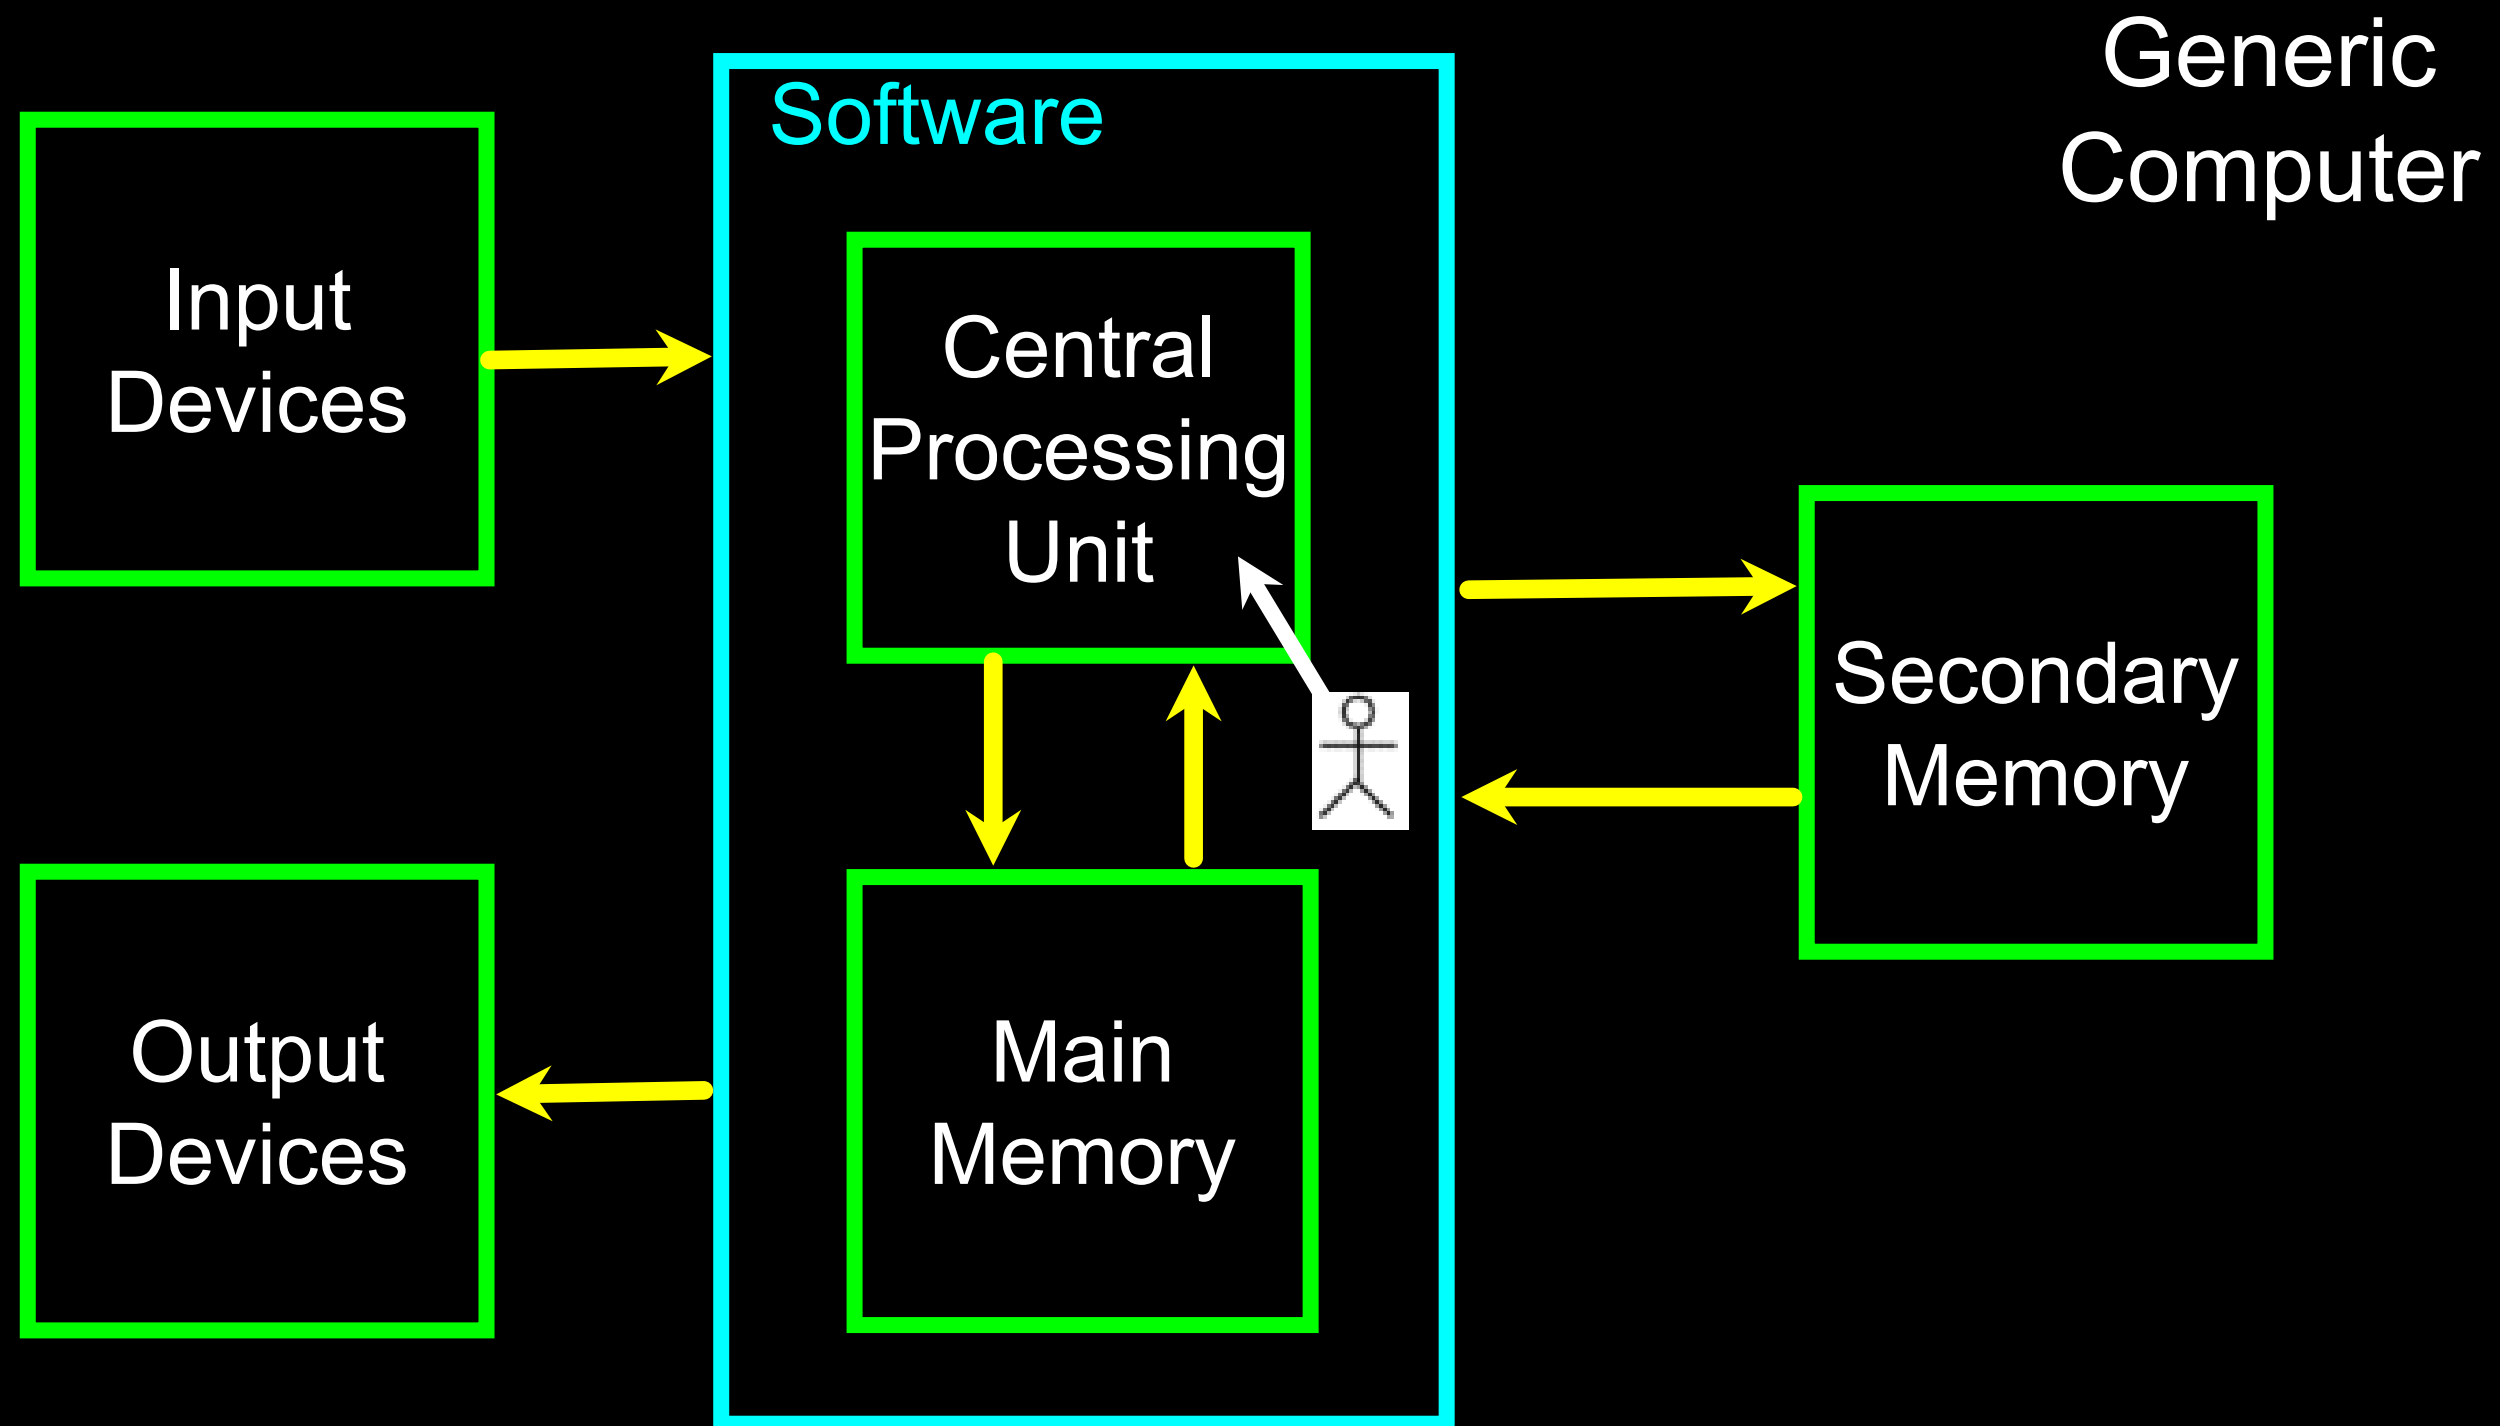 Generic
Computer
Software
Input
Devices
Central
Processing
Unit
Secondary
Memory
Output
Devices
Main
Memory